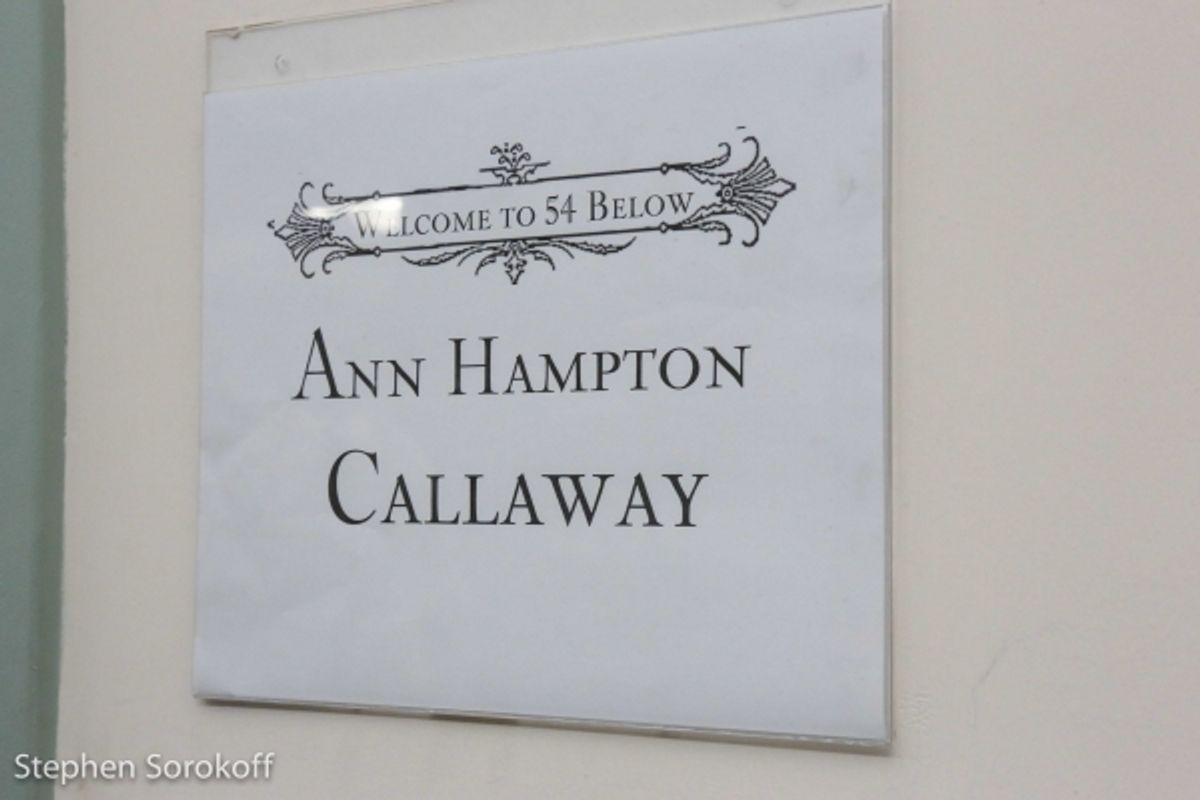 Welcome to 54 Below
Ann Hampton
Callaway
Stephen Sorokoff